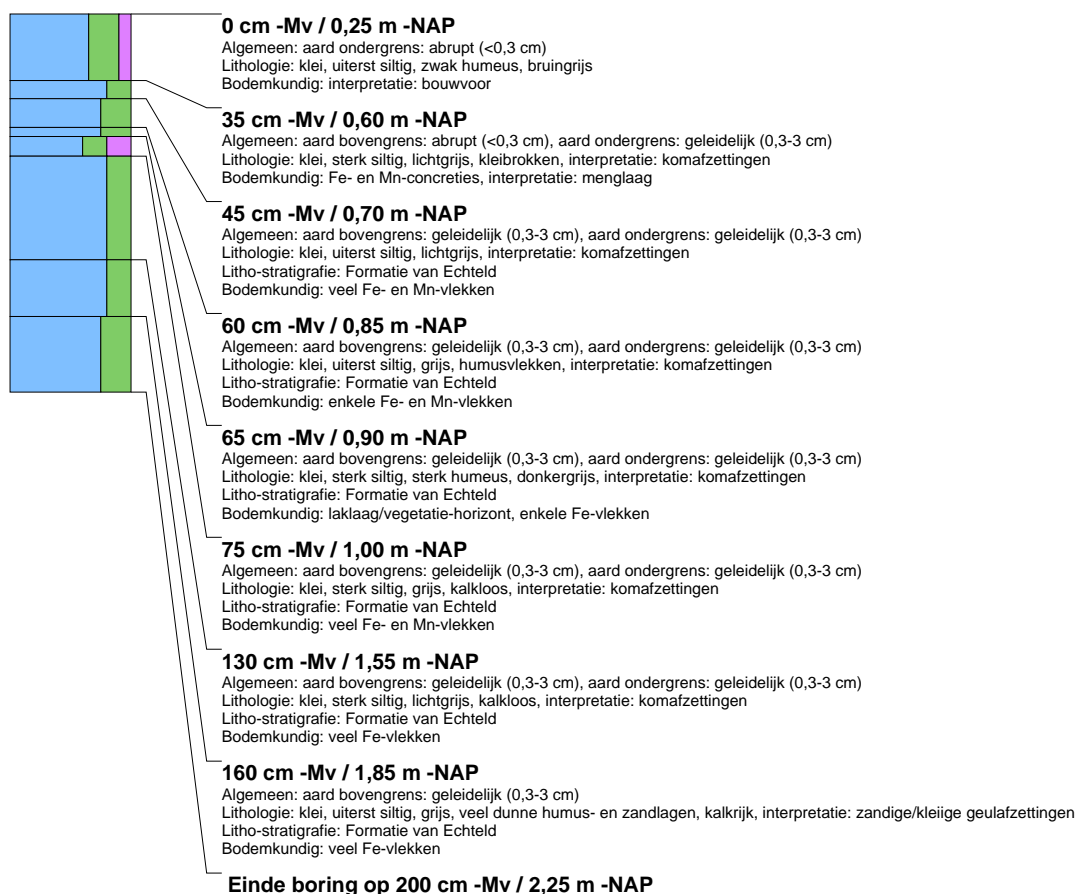 0 cm -Mv / 0,25 m -NAP
Algemeen: aard ondergrens: abrupt (<0,3 cm)
Lithologie: klei, uiterst siltig, zwak humeus, bruingrijs
Bodemkundig: interpretatie: bouwvoor
35 cm -Mv / 0,60 m -NAP
Algemeen: aard bovengrens: abrupt (<0,3 cm), aard ondergrens: geleidelijk (0,3-3 cm)
Lithologie: klei, sterk siltig, lichtgrijs, kleibrokken, interpretatie: komafzettingen
Bodemkundig: Fe- en Mn-concreties, interpretatie: menglaag
45 cm -Mv / 0,70 m -NAP
Algemeen: aard bovengrens: geleidelijk (0,3-3 cm), aard ondergrens: geleidelijk (0,3-3 cm)
Lithologie: klei, uiterst siltig, lichtgrijs, interpretatie: komafzettingen
Litho-stratigrafie: Formatie van Echteld
Bodemkundig: veel Fe- en Mn-vlekken
60 cm -Mv / 0,85 m -NAP
Algemeen: aard bovengrens: geleidelijk (0,3-3 cm), aard ondergrens: geleidelijk (0,3-3 cm)
Lithologie: klei, uiterst siltig, grijs, humusvlekken, interpretatie: komafzettingen
Litho-stratigrafie: Formatie van Echteld
Bodemkundig: enkele Fe- en Mn-vlekken
65 cm -Mv / 0,90 m -NAP
Algemeen: aard bovengrens: geleidelijk (0,3-3 cm), aard ondergrens: geleidelijk (0,3-3 cm)
Lithologie: klei, sterk siltig, sterk humeus, donkergrijs, interpretatie: komafzettingen
Litho-stratigrafie: Formatie van Echteld
Bodemkundig: laklaag/vegetatie-horizont, enkele Fe-vlekken
75 cm -Mv / 1,00 m -NAP
Algemeen: aard bovengrens: geleidelijk (0,3-3 cm), aard ondergrens: geleidelijk (0,3-3 cm)
Lithologie: klei, sterk siltig, grijs, kalkloos, interpretatie: komafzettingen
Litho-stratigrafie: Formatie van Echteld
Bodemkundig: veel Fe- en Mn-vlekken
130 cm -Mv / 1,55 m -NAP
Algemeen: aard bovengrens: geleidelijk (0,3-3 cm), aard ondergrens: geleidelijk (0,3-3 cm)
Lithologie: klei, sterk siltig, lichtgrijs, kalkloos, interpretatie: komafzettingen
Litho-stratigrafie: Formatie van Echteld
Bodemkundig: veel Fe-vlekken
160 cm -Mv / 1,85 m -NAP
Algemeen: aard bovengrens: geleidelijk (0,3-3 cm)
Lithologie: klei, uiterst siltig, grijs, veel dunne humus- en zandlagen, kalkrijk, interpretatie: zandige/kleiige geulafzettingen
Litho-stratigrafie: Formatie van Echteld
Bodemkundig: veel Fe-vlekken
Einde boring op 200 cm -Mv / 2,25 m -NAP